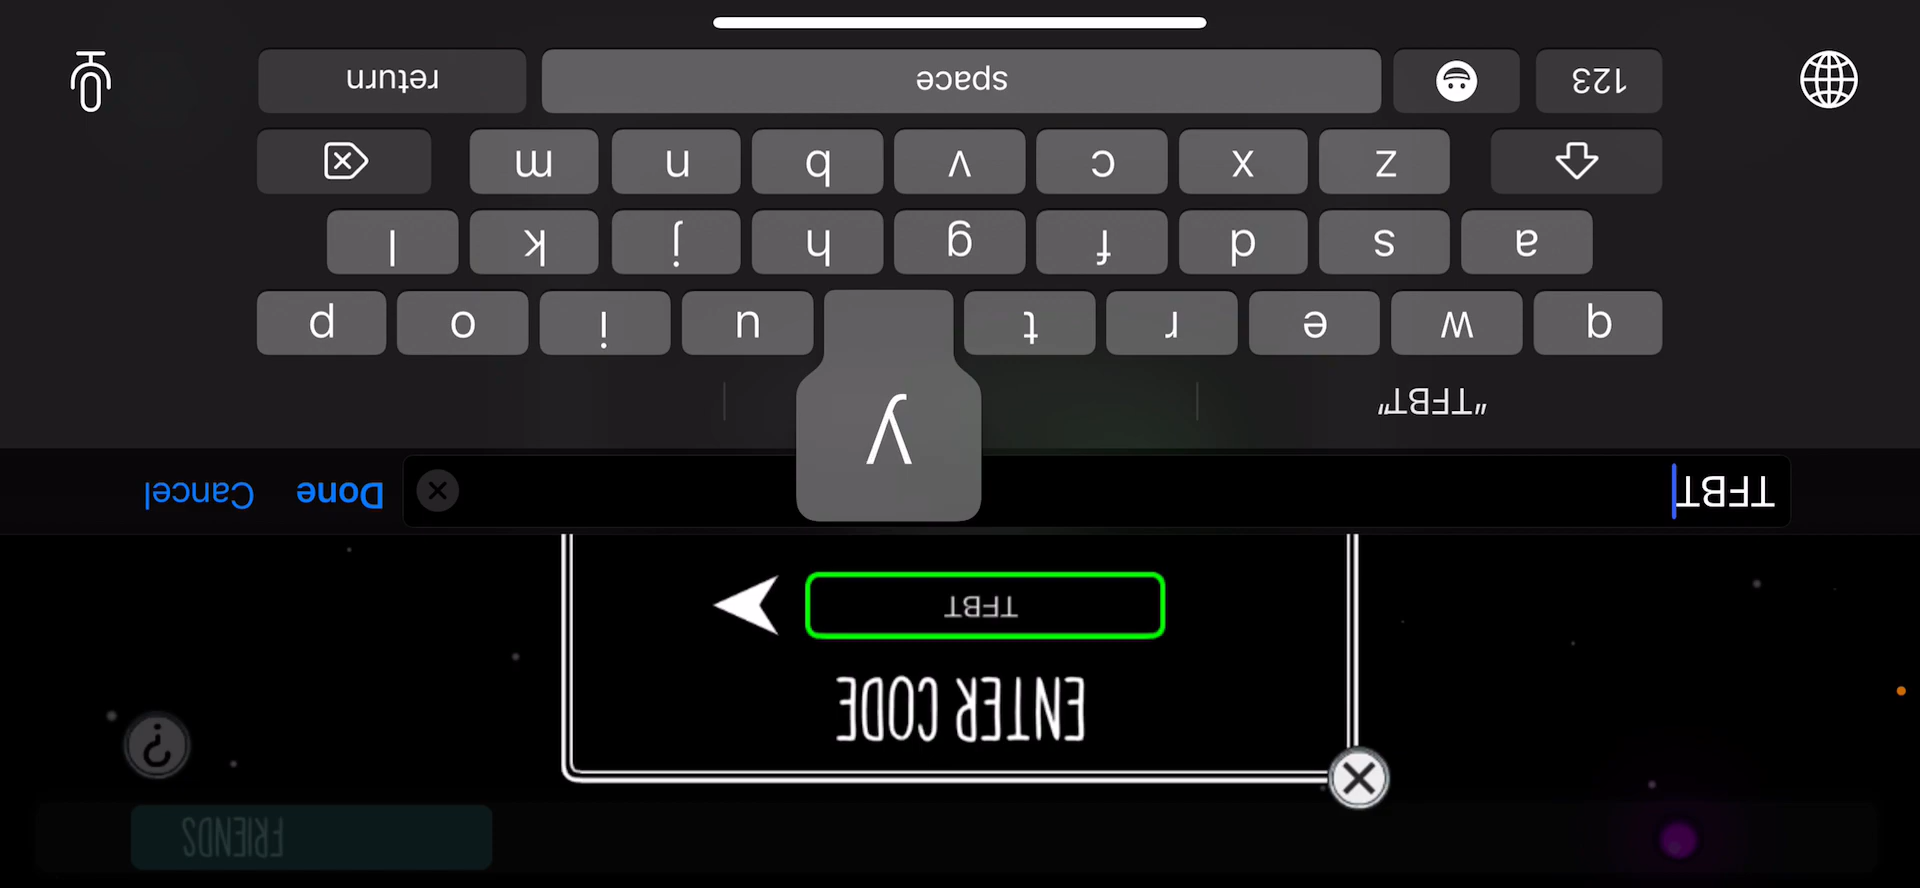 FRIENDS
?
ENTER CODE
TFBT
TFBT
Done
Cancel
"TFBT"
q w e r t y u i o p
a s d f g h j k l
z x c v b n m
123
space
return